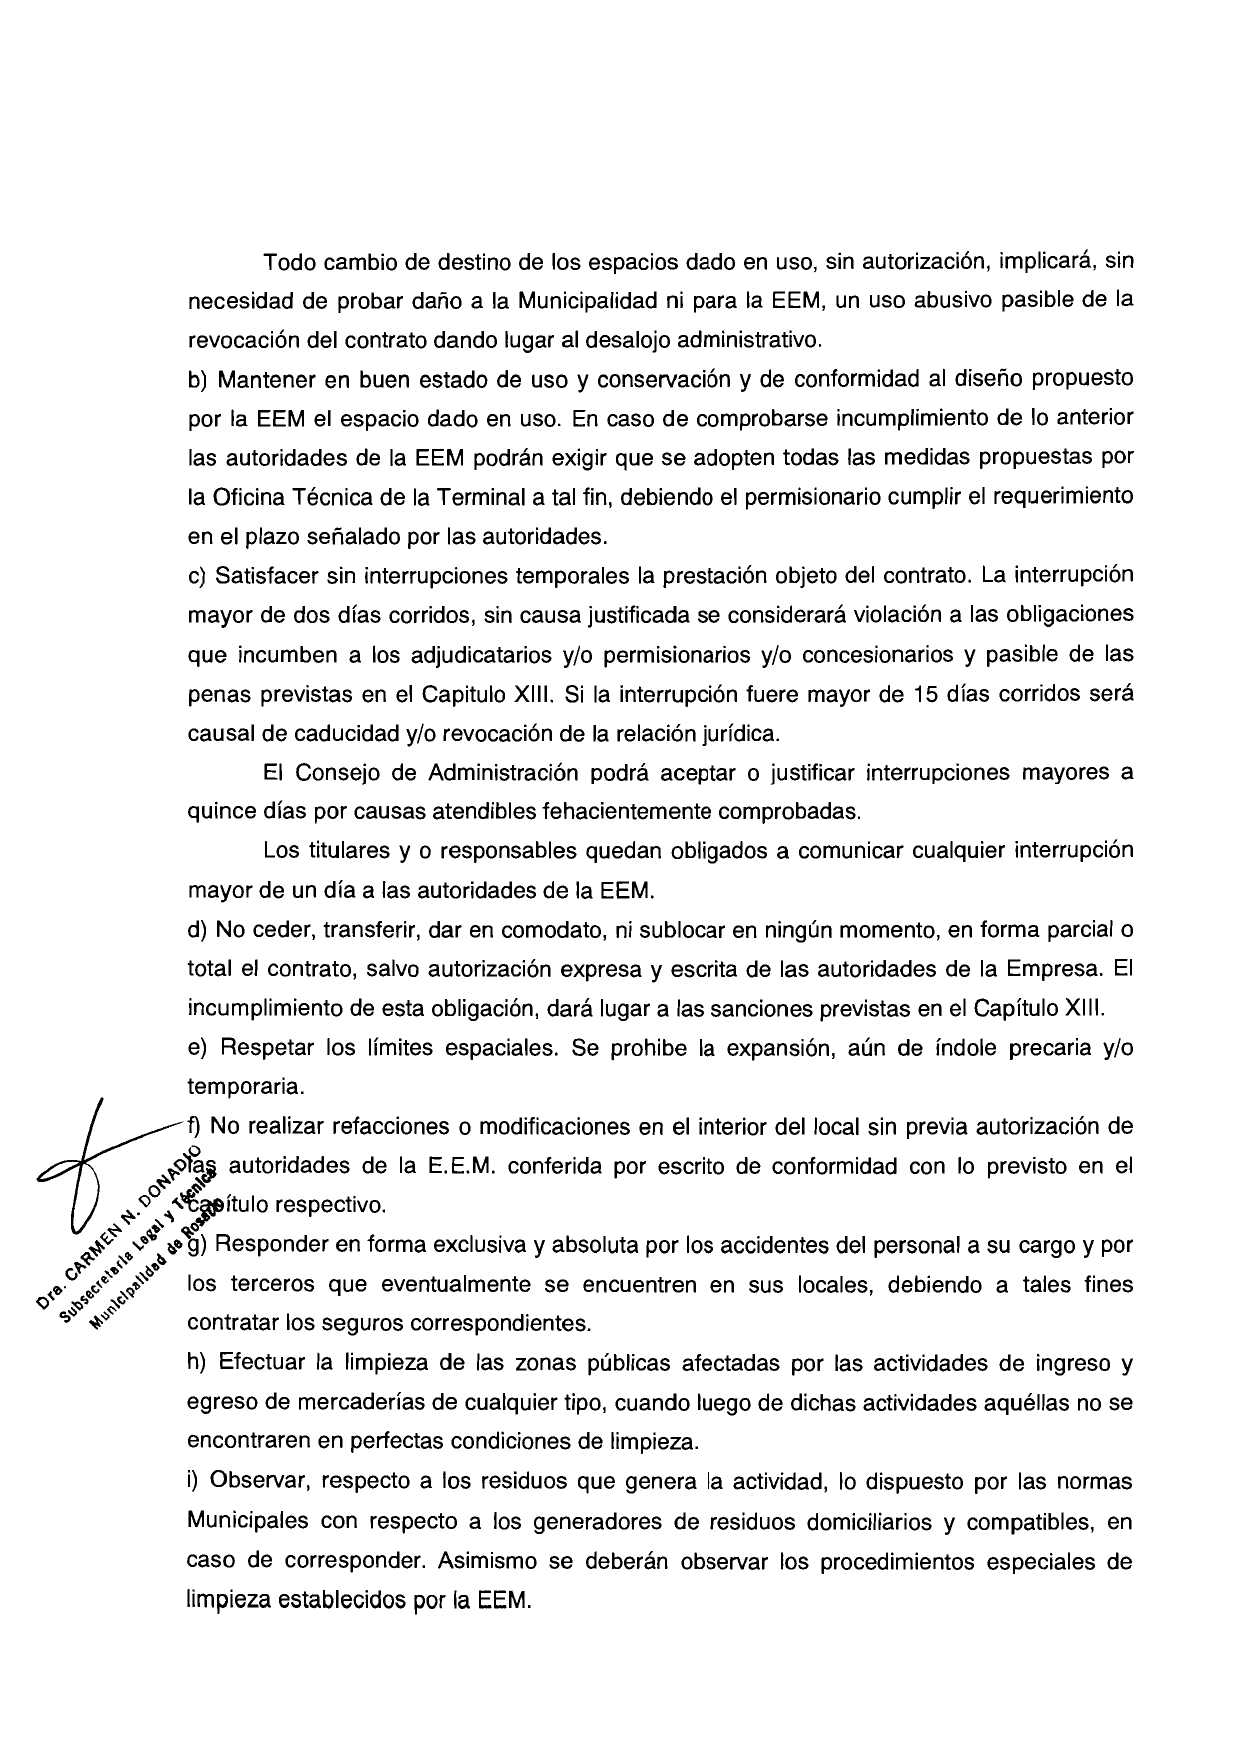 Todo cambio de destino de los espacios dado en uso, sin autorización, implicará, sin
necesidad de probar daño a la Municipalidad ni para la EEM, un uso abusivo pasible de la
revocación del contrato dando lugar al desalojo administrativo.
b) Mantener en buen estado de uso y conservación y de conformidad al diseño propuesto
por la EEM el espacio dado en uso. En caso de comprobarse incumplimiento de lo anterior
las autoridades de la EEM podrán exigir que se adopten todas las medidas propuestas por
la Oficina Técnica de la Terminal a tal fin, debiendo el permisionario cumplir el requerimiento
en el plazo señalado por las autoridades.
c) Satisfacer sin interrupciones temporales la prestación objeto del contrato. La interrupción
mayor de dos días corridos, sin causa justificada se considerará violación a las obligaciones
que incumben a los adjudicatarios y/o permisionarios y/o concesionarios y pasible de las
penas previstas en el Capitulo XIII. Si la interrupción fuere mayor de 15 días corridos será
causal de caducidad y/o revocación de la relación jurídica.
El Consejo de Administración podrá aceptar o justificar interrupciones mayores a
quince días por causas atendibles fehacientemente comprobadas.
Los titulares y o responsables quedan obligados a comunicar cualquier interrupción
mayor de un día a las autoridades de la EEM.
d) No ceder, transferir, dar en comodato, ni sublocar en ningún momento, en forma parcial o
total el contrato, salvo autorización expresa y escrita de las autoridades de la Empresa. El
incumplimiento de esta obligación, dará lugar a las sanciones previstas en el Capítulo XIII.
e) Respetar los límites espaciales. Se prohibe la expansión, aún de índole precaria y/o
temporaria.
f) No realizar refacciones o modificaciones en el interior del local sin previa autorización de
las autoridades de la E.E.M. conferida por escrito de conformidad con lo previsto en el
capítulo respectivo.
g) Responder en forma exclusiva y absoluta por los accidentes del personal a su cargo y por
los terceros que eventualmente se encuentren en sus locales, debiendo a tales fines
contratar los seguros correspondientes.
h) Efectuar la limpieza de las zonas públicas afectadas por las actividades de ingreso y
egreso de mercaderías de cualquier tipo, cuando luego de dichas actividades aquéllas no se
encontraren en perfectas condiciones de limpieza.
i) Observar, respecto a los residuos que genera la actividad, lo dispuesto por las normas
Municipales con respecto a los generadores de residuos domiciliarios y compatibles, en
caso de corresponder. Asimismo se deberán observar los procedimientos especiales de
limpieza establecidos por la EEM.
Dra. CARMEN N. DONADIO
Subsecretaria Legal y Técnica
Municipalidad de Rosario